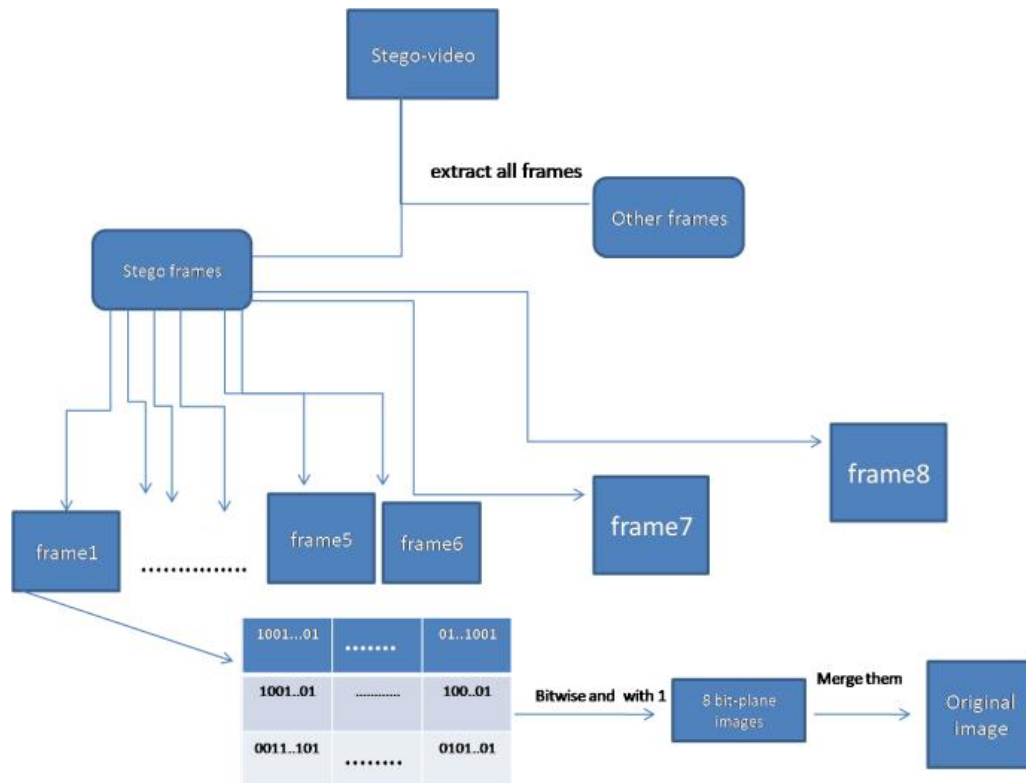 Stego-video
extract all frames
Other frames
Stego frames
frame8
frame7
frame1
...............
frame5
frame6
1001...01 ....... 01..1001
1001..01 ............ 100..01
0011..101 ........ 0101..01
Bitwise and with 1
8 bit-plane
images
Merge them
Original
image